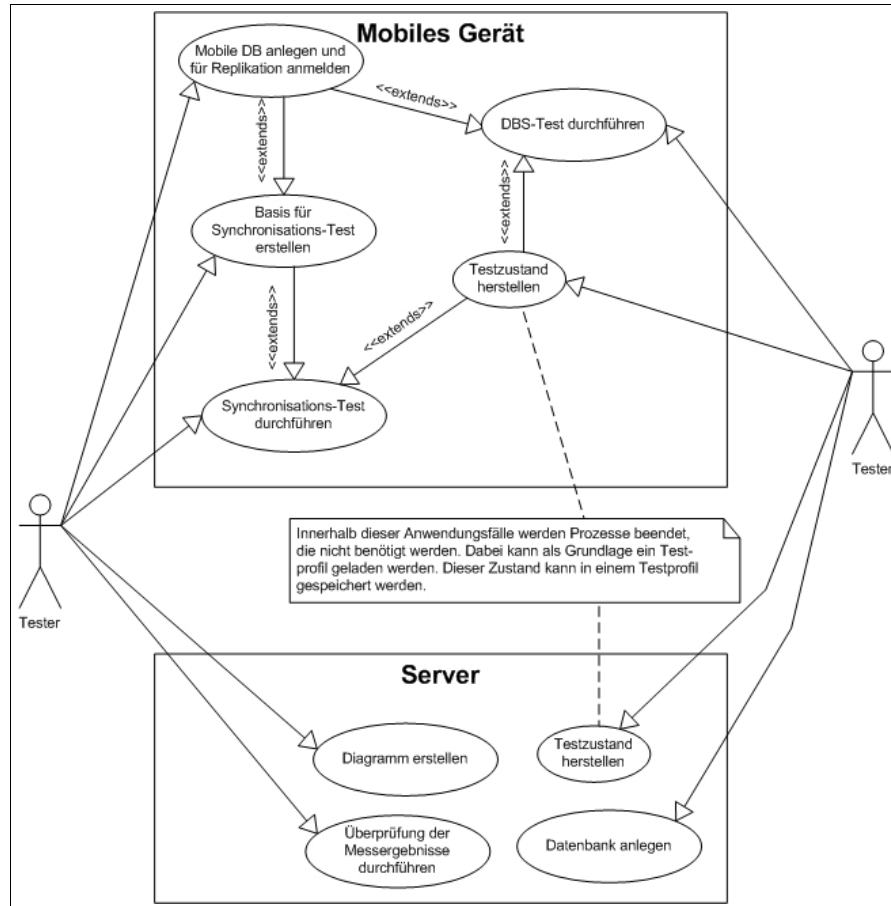 Mobiles Gerät
Mobile DB anlegen und
für Replikation anmelden
<<extends>>
DBS-Test durchführen
<<extends>>
<<extends>>
Basis für
Synchronisations-Test
erstellen
Testzustand
herstellen
<<extends>>
<<extends>>
Synchronisations-Test
durchführen
Tester
Tester
Innerhalb dieser Anwendungsfälle werden Prozesse beendet,
die nicht benötigt werden. Dabei kann als Grundlage ein Test-
profil geladen werden. Dieser Zustand kann in einem Testprofil
gespeichert werden.
Server
Diagramm erstellen
Testzustand
herstellen
Überprüfung der
Messergebnisse
durchführen
Datenbank anlegen